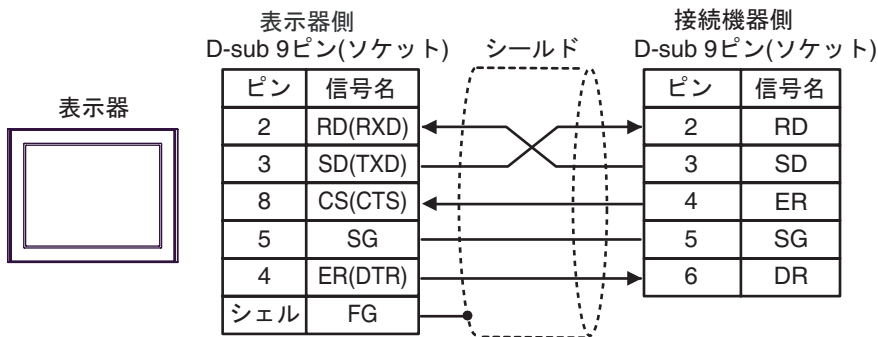 表示器側
D-sub 9ピン(ソケット)
シールド
接続機器側
D-sub 9ピン(ソケット)
表示器
ピン 信号名
2 RD(RXD)
3 SD(TXD)
8 CS(CTS)
5 SG
4 ER(DTR)
シェル FG
ピン 信号名
2 RD
3 SD
4 ER
5 SG
6 DR